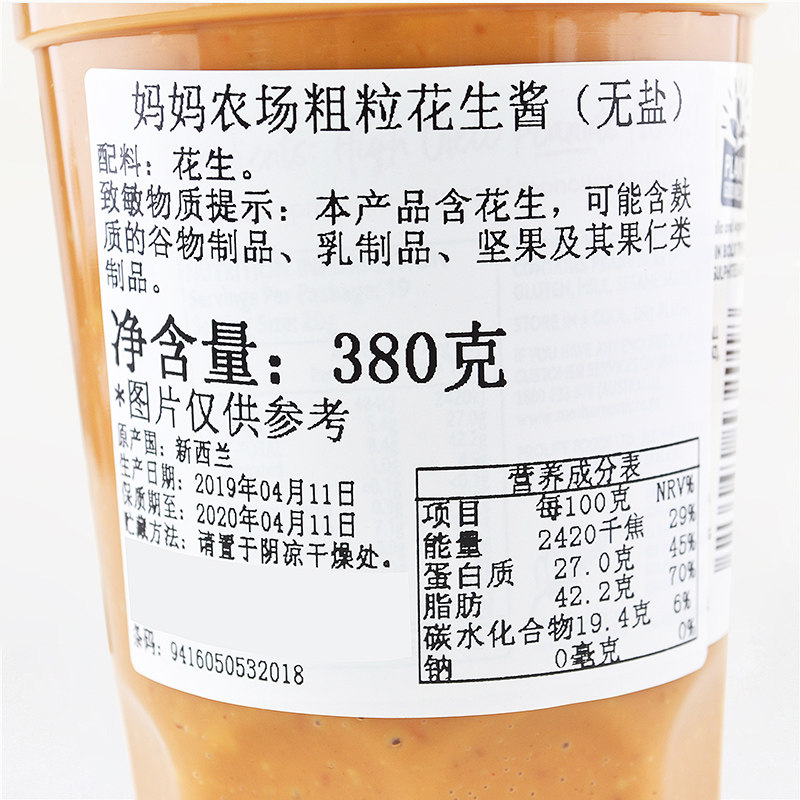 妈妈农场粗粒花生酱（无盐）
配料：花生。
致敏物质提示：本产品含花生，可能含麸
质的谷物制品、乳制品、坚果及其果仁类
制品。
净含量：380克
*图片仅供参考
原产国：新西兰
生产日期：2019年04月11日
保质期至：2020年04月11日
贮藏方法：请置于阴凉干燥处。
条码：9416050532018
营养成分表
项目 每100克 NRV%
能量 2420千焦 29%
蛋白质 27.0克 45%
脂肪 42.2克 70%
碳水化合物 19.4克 6%
钠 0毫克 0%